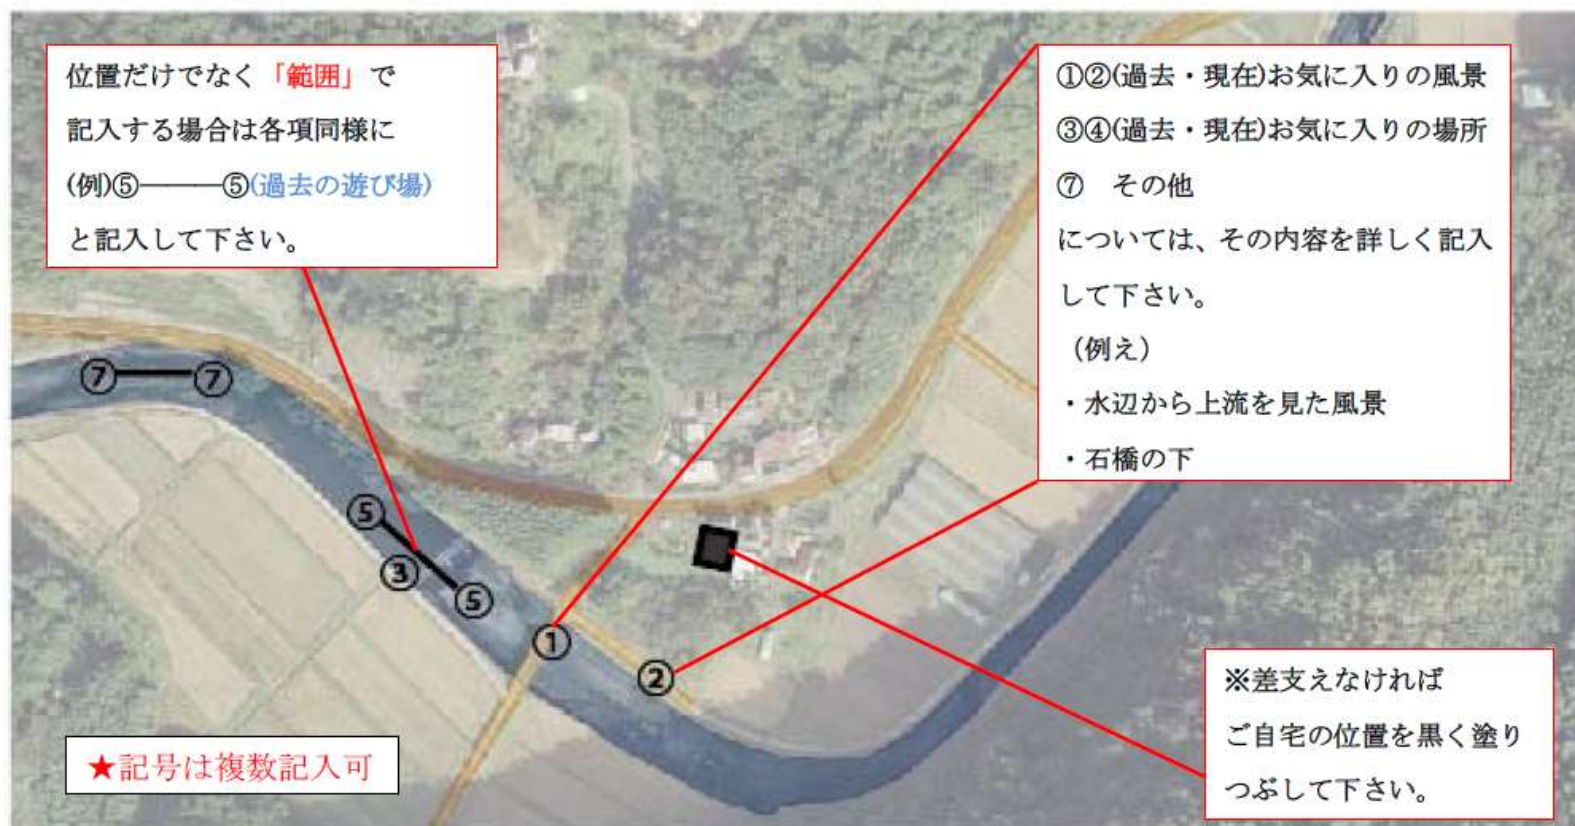 位置だけでなく「範囲」で
記入する場合は各項同様に
(例)⑤―――⑤(過去の遊び場)
と記入して下さい。
①②(過去・現在)お気に入りの風景
③④(過去・現在)お気に入りの場所
⑦　その他
については、その内容を詳しく記入
して下さい。
（例え）
・水辺から上流を見た風景
・石橋の下
⑦ ⑦
⑤
③
⑤
①
②
※差支えなければ
ご自宅の位置を黒く塗り
つぶして下さい。
★記号は複数記入可